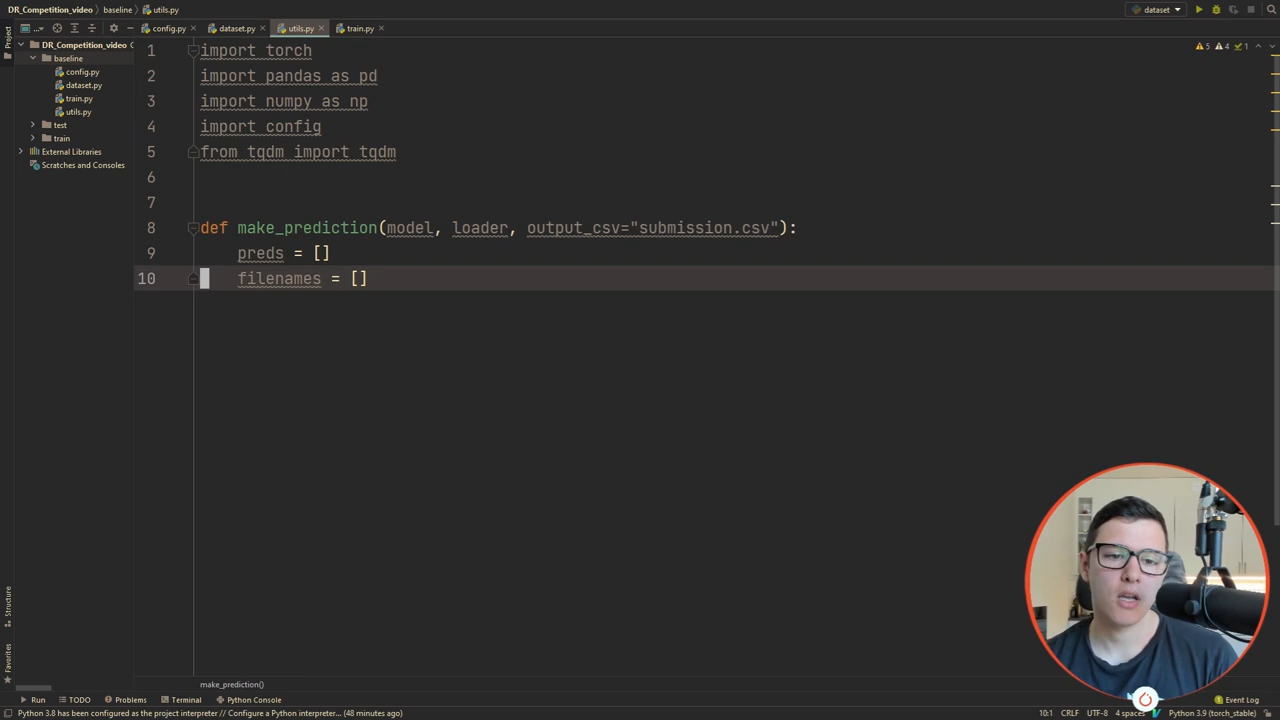 DR_Competition_video
baseline
utils.py
dataset
Project
...
config.py
dataset.py
utils.py
train.py
DR_Competition_video
baseline
config.py
dataset.py
train.py
utils.py
test
train
External Libraries
Scratches and Consoles
5 4 1
1 import torch
2 import pandas as pd
3 import numpy as np
4 import config
5 from tqdm import tqdm
6
7
8 def make_prediction(model, loader, output_csv="submission.csv"):
9 preds = []
10 filenames = []
Structure
Favorites
make_prediction()
Run
TODO
Problems
Terminal
Python Console
Event Log
Python 3.8 has been configured as the project interpreter // Configure a Python interpreter... (48 minutes ago)
10:1 CRLF UTF-8 4 spaces Python 3.9 (torch_stable)